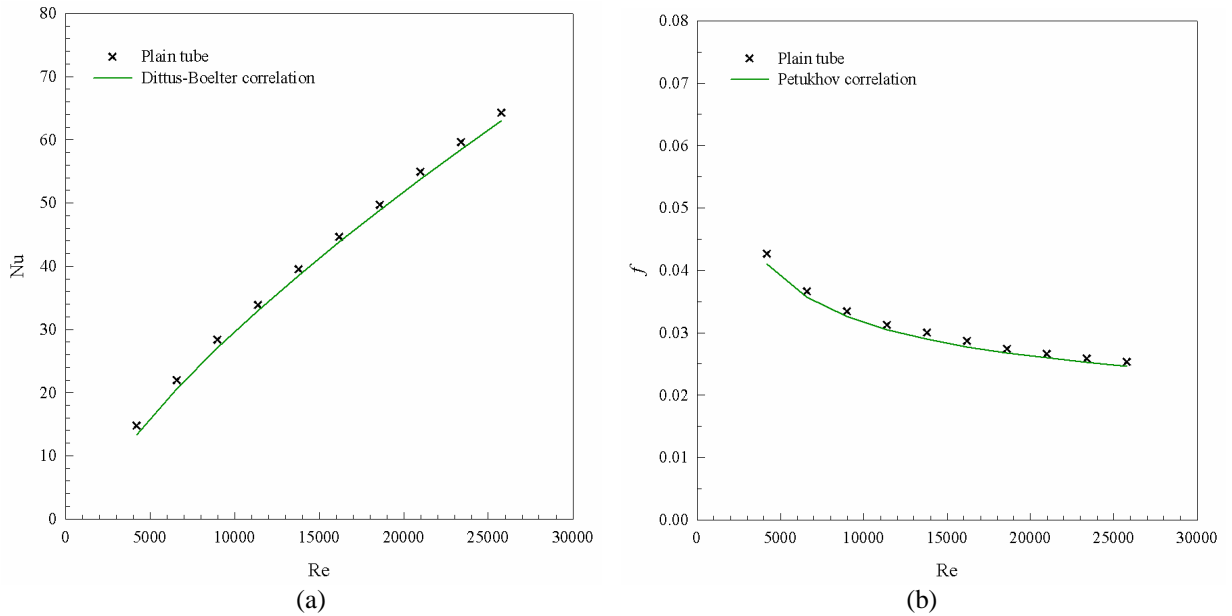 80
70
60
50
40
30
20
10
0
Nu
Plain tube
Dittus-Boelter correlation
0 5000 10000 15000 20000 25000 30000
Re
(a)
0.08
0.07
0.06
0.05
0.04
0.03
0.02
0.01
0.00
f
Plain tube
Petukhov correlation
0 5000 10000 15000 20000 25000 30000
Re
(b)